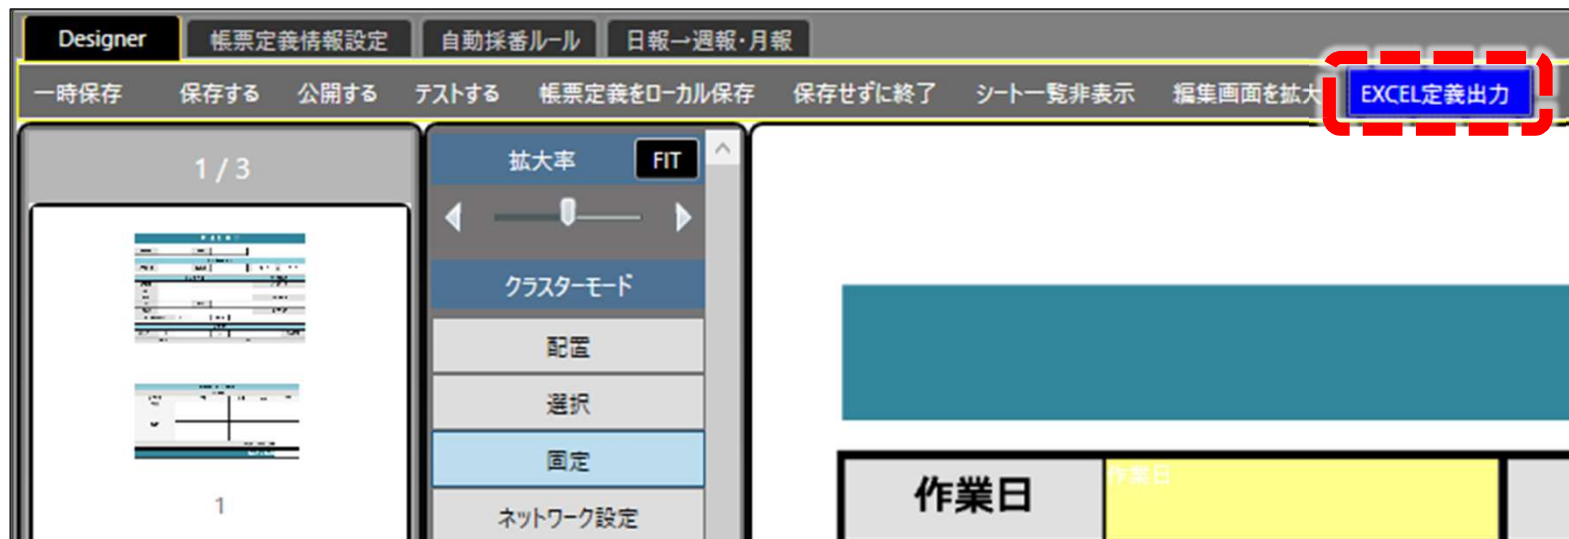 Designer 帳票定義情報設定 自動採番ルール 日報→週報・月報
一時保存 保存する 公開する テストする 帳票定義をローカル保存 保存せずに終了 シート一覧非表示 編集画面を拡大 EXCEL定義出力
1 / 3
拡大率 FIT
クラスターモード
配置
選択
固定
ネットワーク設定
1
作業日 作業日